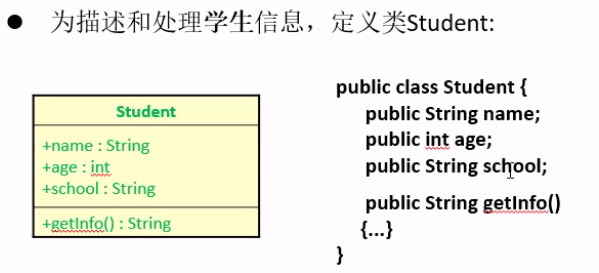 ● 为描述和处理学生信息，定义类Student:
Student
+name : String
+age : int
+school : String
+getInfo() : String
public class Student {
public String name;
public int age;
public String school;
public String getInfo()
{...}
}